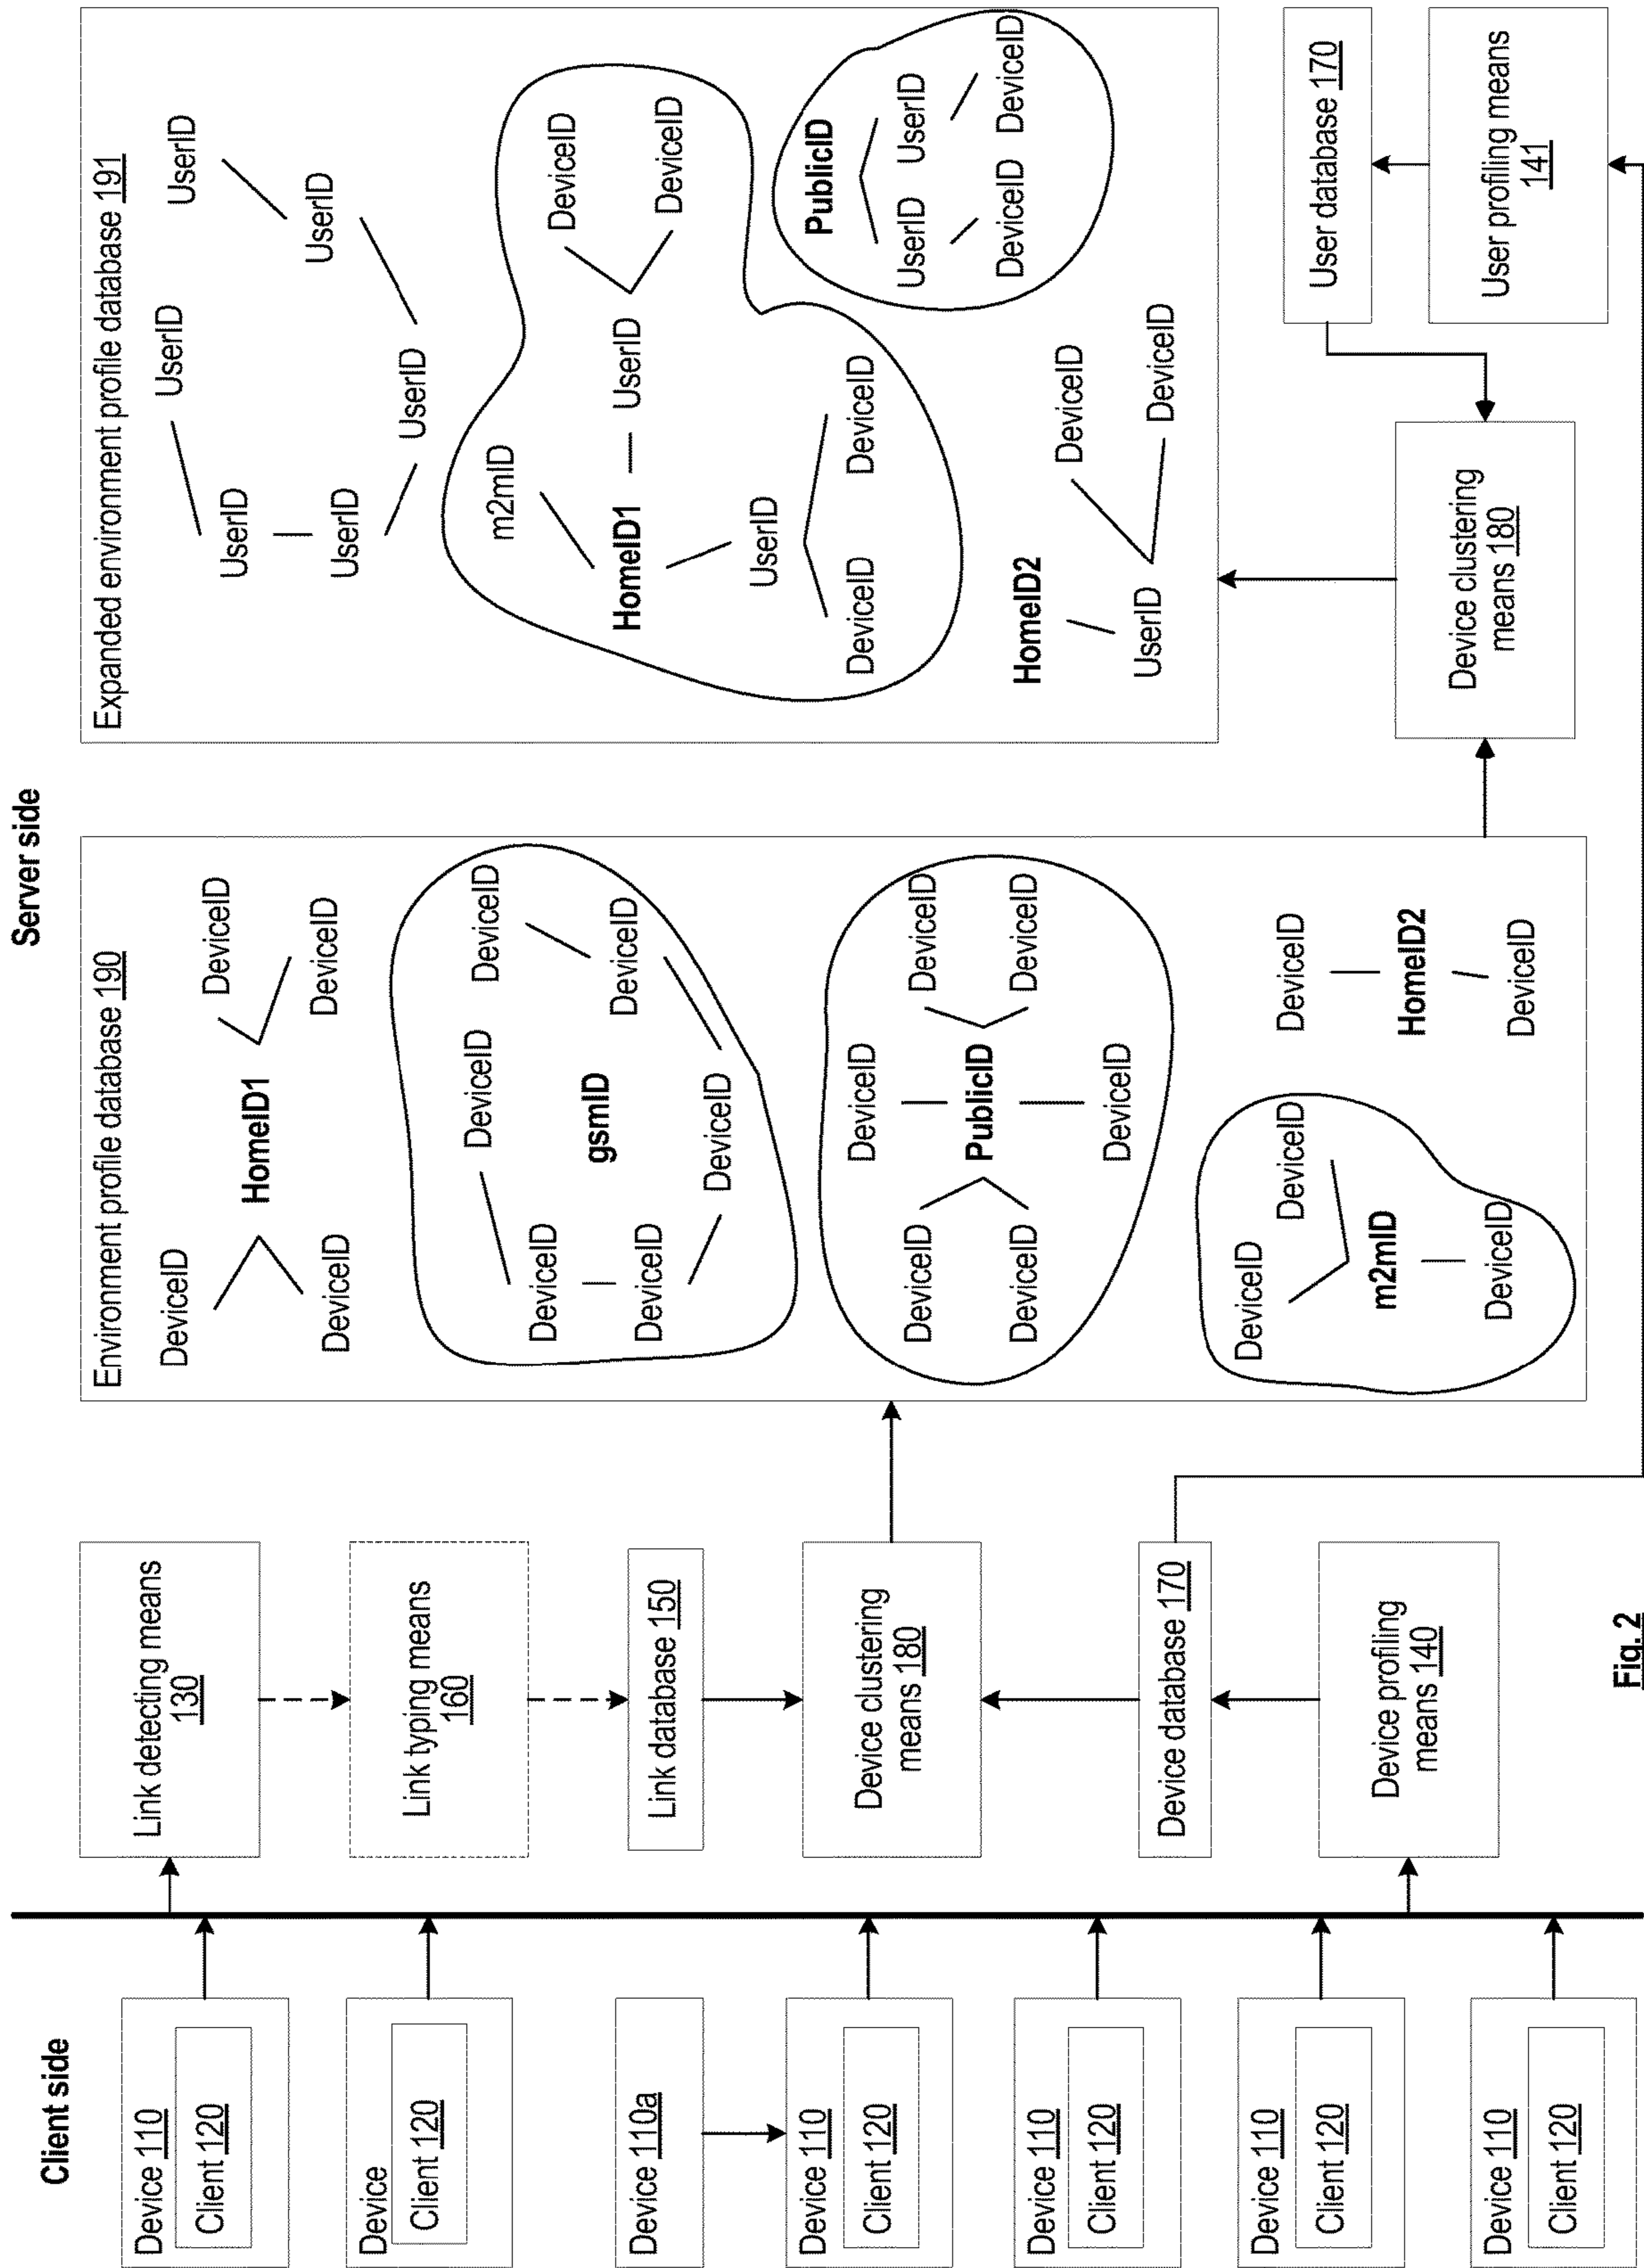 Client side
Device 110
Client 120
Device
Client 120
Device 110a
Device 110
Client 120
Device 110
Client 120
Device 110
Client 120
Device 110
Client 120
Server side
Link detecting means
130
Link typing means
160
Link database 150
Device clustering
means 180
Device database 170
Device profiling
means 140
Environment profile database 190
DeviceID
DeviceID
HomeID1
DeviceID
DeviceID
DeviceID
DeviceID
DeviceID
gsmID
DeviceID
DeviceID
DeviceID
DeviceID
DeviceID
DeviceID
PublicID
DeviceID
DeviceID
DeviceID
DeviceID
DeviceID
m2mID
DeviceID
DeviceID
HomeID2
DeviceID
Expanded environment profile database 191
UserID
UserID
UserID
UserID
UserID
UserID
m2mID
DeviceID
HomeID1
UserID
DeviceID
UserID
DeviceID
DeviceID
PublicID
UserID
UserID
DeviceID
DeviceID
HomeID2
DeviceID
UserID
DeviceID
User database 170
Device clustering
means 180
User profiling means
141
Fig. 2